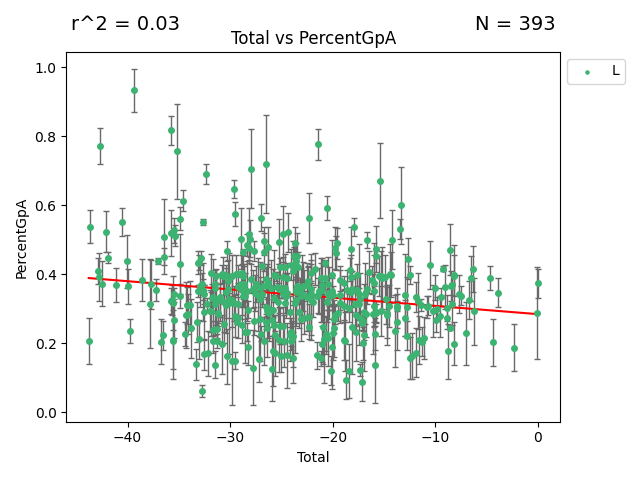 r^2 = 0.03
N = 393
Total vs PercentGpA
L
1.0
0.8
0.6
0.4
0.2
0.0
PercentGpA
−40
−30
−20
−10
0
Total